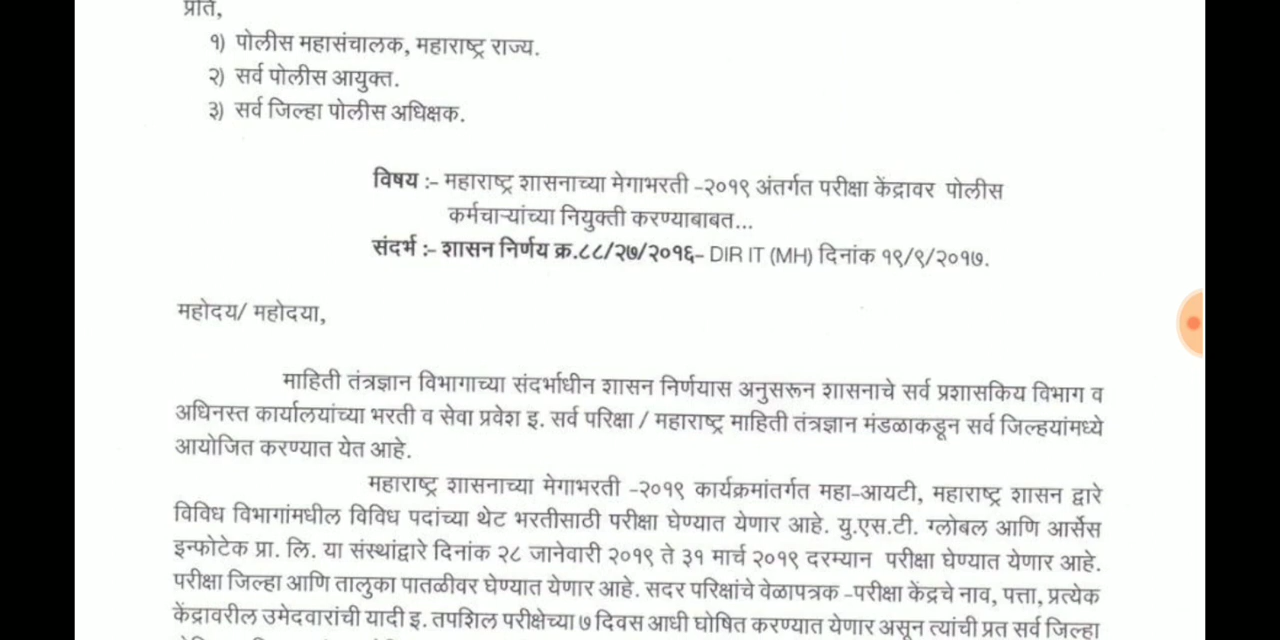 प्रति,
१) पोलीस महासंचालक, महाराष्ट्र राज्य.
२) सर्व पोलीस आयुक्त.
३) सर्व जिल्हा पोलीस अधिक्षक.
विषय :- महाराष्ट्र शासनाच्या मेगाभरती -२०१९ अंतर्गत परीक्षा केंद्रावर पोलीस
कर्मचाऱ्यांच्या नियुक्ती करण्याबाबत...
संदर्भ :- शासन निर्णय क्र.८८/२७/२०१६- DIR IT (MH) दिनांक १९/९/२०१७.
महोदय/ महोदया,
माहिती तंत्रज्ञान विभागाच्या संदर्भाधीन शासन निर्णयास अनुसरून शासनाचे सर्व प्रशासकिय विभाग व
अधिनस्त कार्यालयांच्या भरती व सेवा प्रवेश इ. सर्व परिक्षा / महाराष्ट्र माहिती तंत्रज्ञान मंडळाकडून सर्व जिल्हयांमध्ये
आयोजित करण्यात येत आहे.
महाराष्ट्र शासनाच्या मेगाभरती -२०१९ कार्यक्रमांतर्गत महा-आयटी, महाराष्ट्र शासन द्वारे
विविध विभागांमधील विविध पदांच्या थेट भरतीसाठी परीक्षा घेण्यात येणार आहे. यु.एस.टी. ग्लोबल आणि आर्सेस
इन्फोटेक प्रा. लि. या संस्थांद्वारे दिनांक २८ जानेवारी २०१९ ते ३१ मार्च २०१९ दरम्यान परीक्षा घेण्यात येणार आहे.
परीक्षा जिल्हा आणि तालुका पातळीवर घेण्यात येणार आहे. सदर परिक्षांचे वेळापत्रक -परीक्षा केंद्रचे नाव, पत्ता, प्रत्येक
केंद्रावरील उमेदवारांची यादी इ. तपशिल परीक्षेच्या ७ दिवस आधी घोषित करण्यात येणार असून त्यांची प्रत सर्व जिल्हा